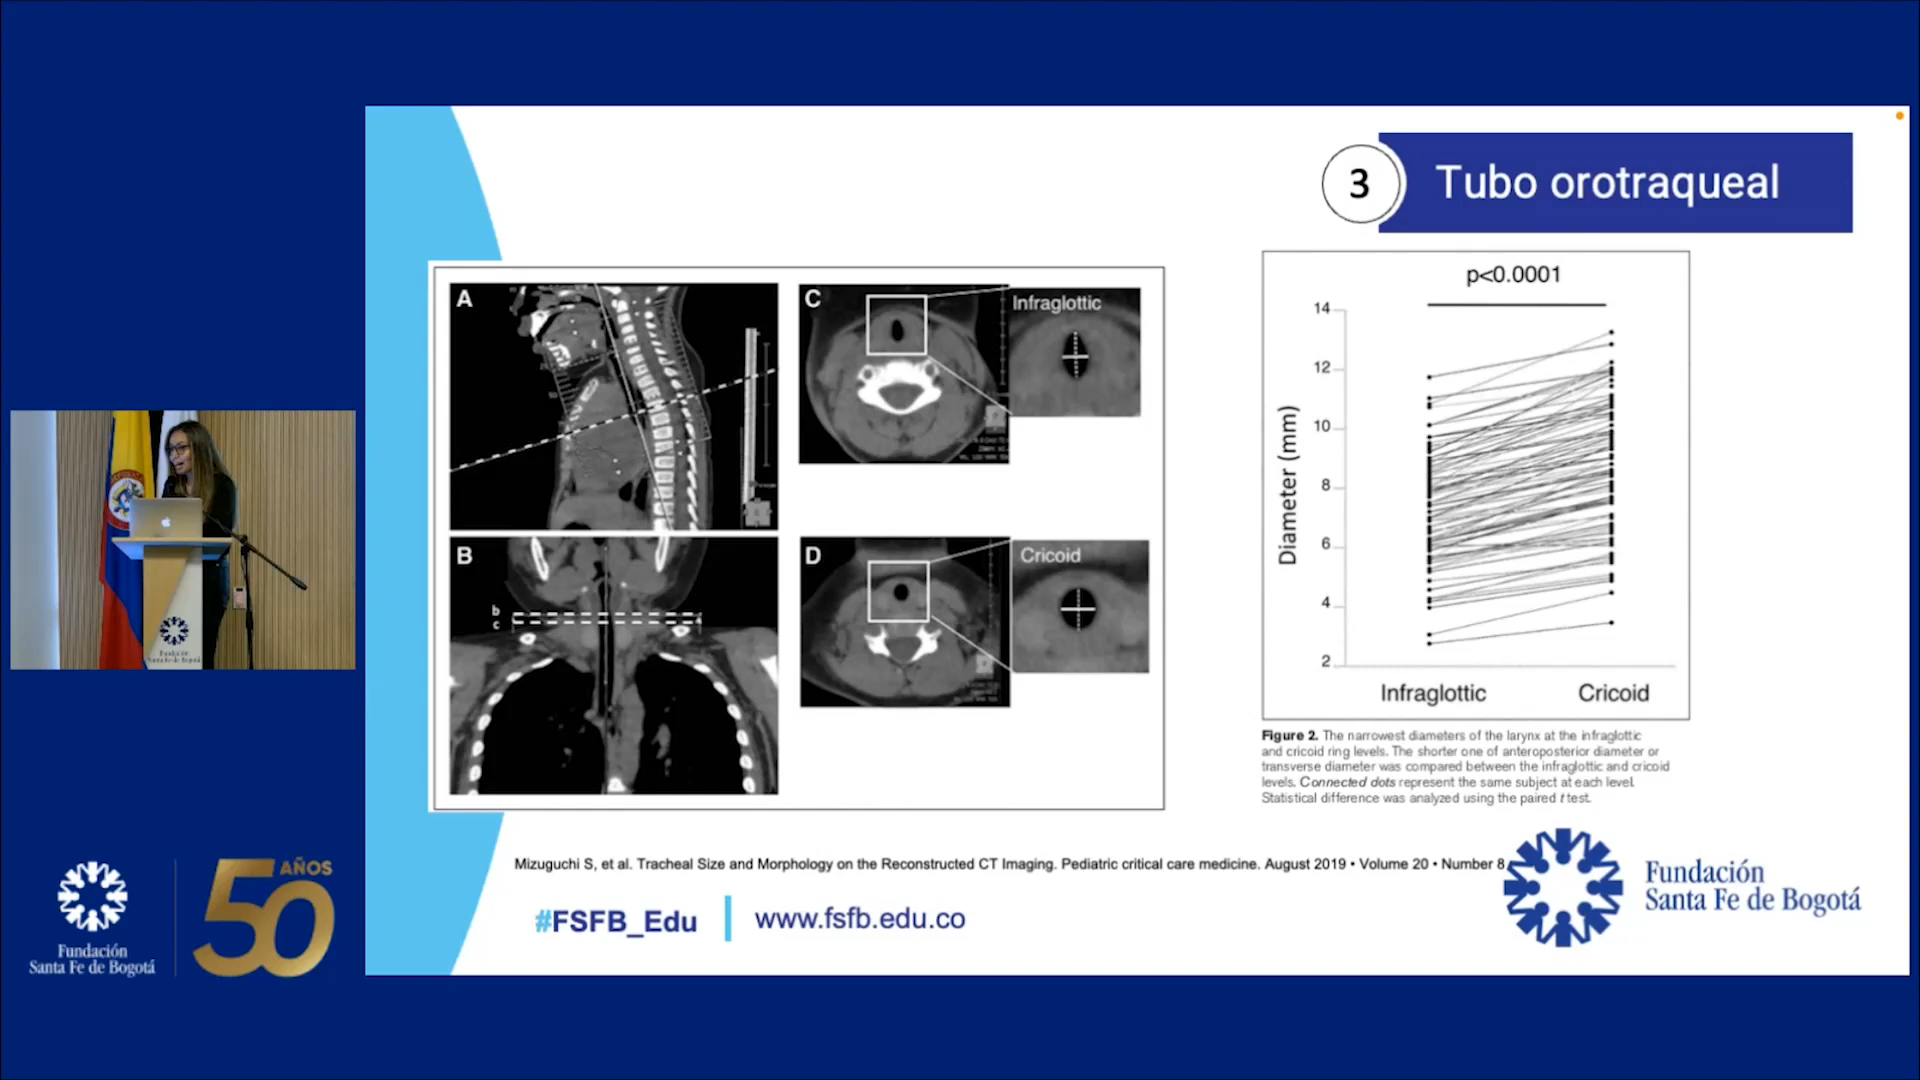 3
Tubo orotraqueal
A
B
b
c
C
Infraglottic
D
Cricoid
p<0.0001
14
12
10
8
6
4
2
Diameter (mm)
Infraglottic
Cricoid
Figure 2. The narrowest diameters of the larynx at the infraglottic
and cricoid ring levels. The shorter one of anteroposterior diameter or
transverse diameter was compared between the infraglottic and cricoid
levels. Connected dots represent the same subject at each level.
Statistical difference was analyzed using the paired t test.
Mizuguchi S, et al. Tracheal Size and Morphology on the Reconstructed CT Imaging. Pediatric critical care medicine. August 2019 • Volume 20 • Number 8
#FSFB_Edu
www.fsfb.edu.co
Fundación
Santa Fe de Bogotá
Fundación
Santa Fe de Bogotá
50
AÑOS